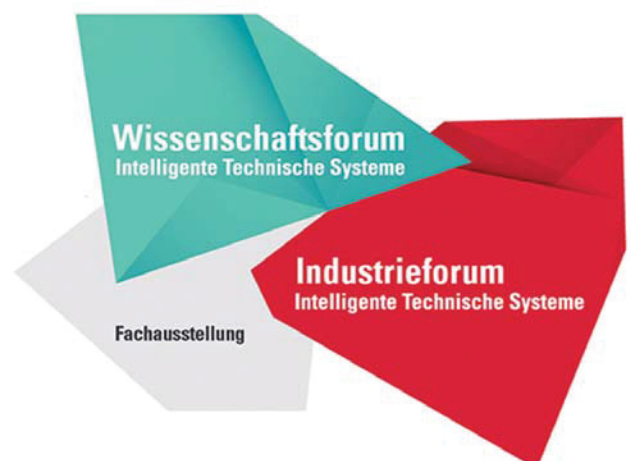 Wissenschaftsforum
Intelligente Technische Systeme
Industrieforum
Intelligente Technische Systeme
Fachausstellung